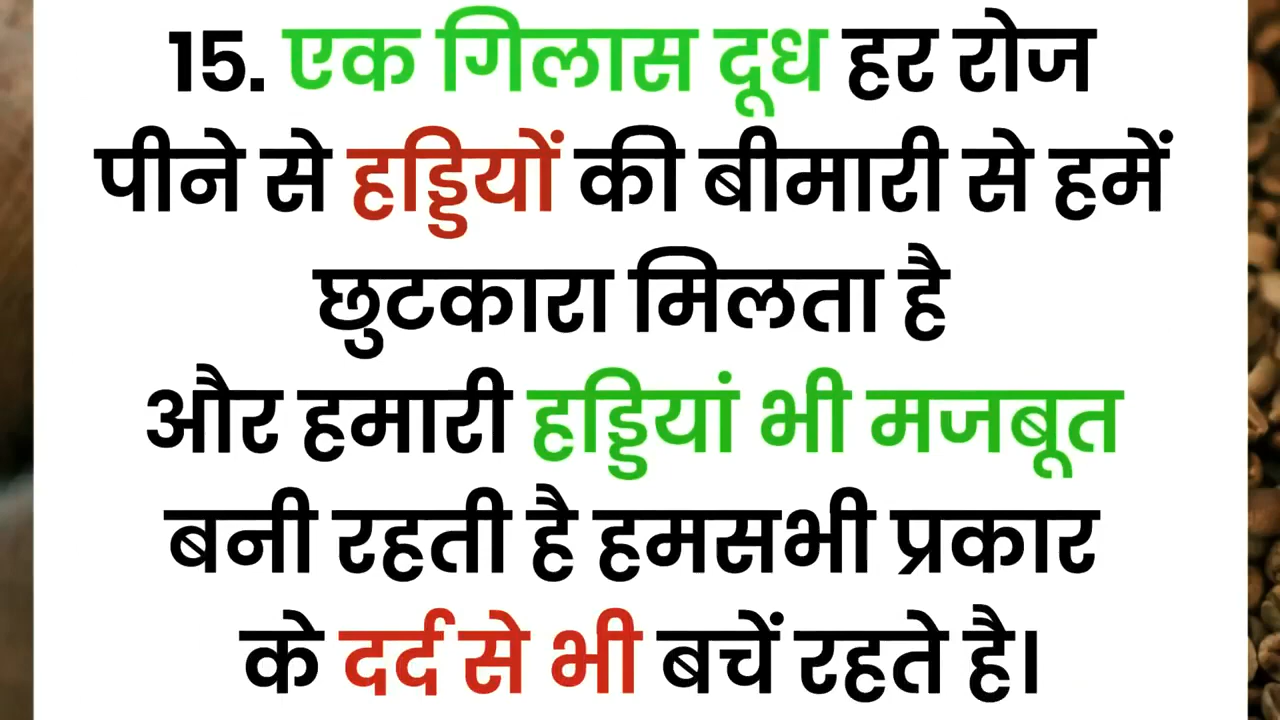 15. एक गिलास दूध हर रोज
पीने से हड्डियों की बीमारी से हमें
छुटकारा मिलता है
और हमारी हड्डियां भी मजबूत
बनी रहती है हमसभी प्रकार
के दर्द से भी बचें रहते है।